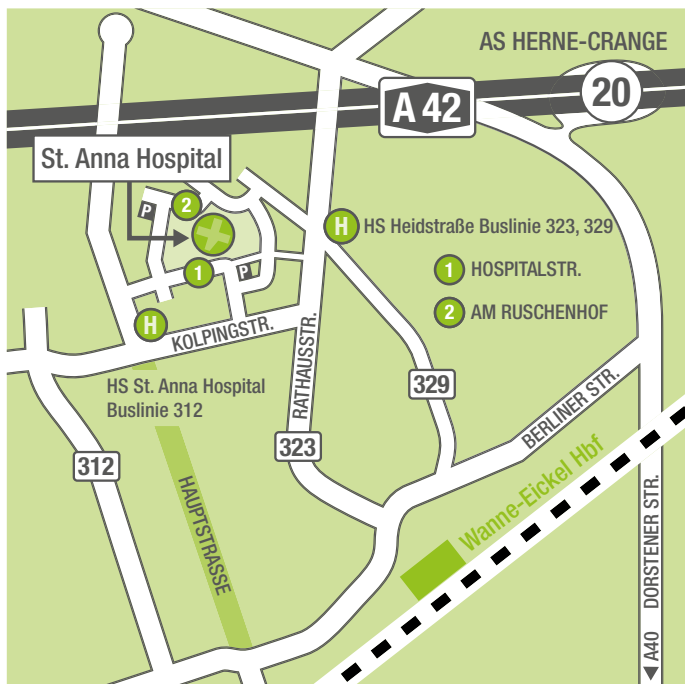 AS HERNE-CRANGE
20
A 42
St. Anna Hospital
P
2
H
HS Heidstraße Buslinie 323, 329
1
P
1 HOSPITALSTR.
2 AM RUSCHENHOF
H
KOLPINGSTR.
RATHAUSSTR.
HS St. Anna Hospital
Buslinie 312
329
BERLINER STR.
323
312
HAUPTSTRASSE
Wanne-Eickel Hbf
DORSTENER STR.
A40